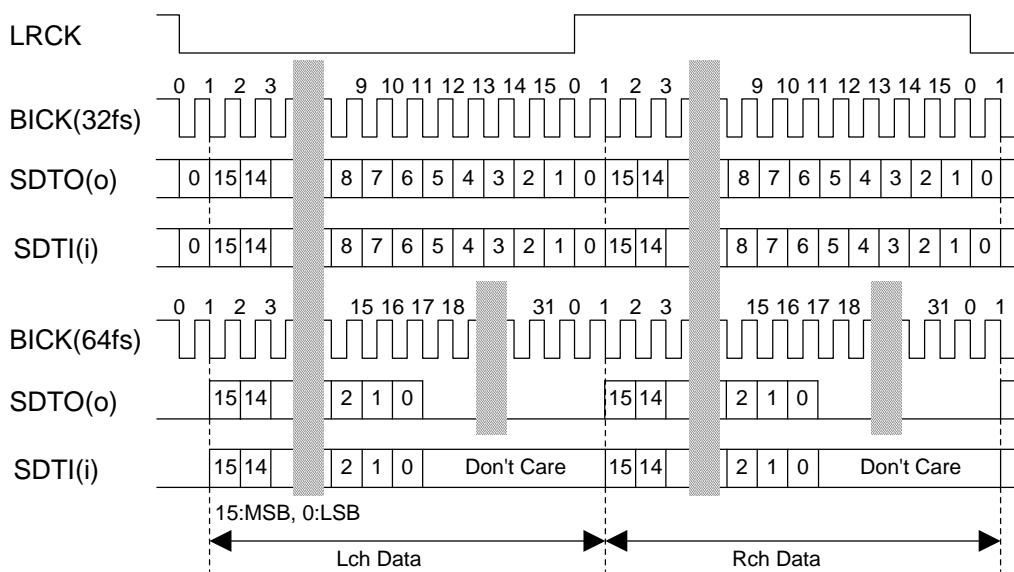 LRCK
0 1 2 3 9 10 11 12 13 14 15 0 1 2 3 9 10 11 12 13 14 15 0 1
BICK(32fs)
SDTO(o) 0 15 14 8 7 6 5 4 3 2 1 0 15 14 8 7 6 5 4 3 2 1 0
SDTI(i) 0 15 14 8 7 6 5 4 3 2 1 0 15 14 8 7 6 5 4 3 2 1 0
0 1 2 3 15 16 17 18 31 0 1 2 3 15 16 17 18 31 0 1
BICK(64fs)
SDTO(o) 15 14 2 1 0 15 14 2 1 0
SDTI(i) 15 14 2 1 0 Don't Care 15 14 2 1 0 Don't Care
15:MSB, 0:LSB
Lch Data Rch Data